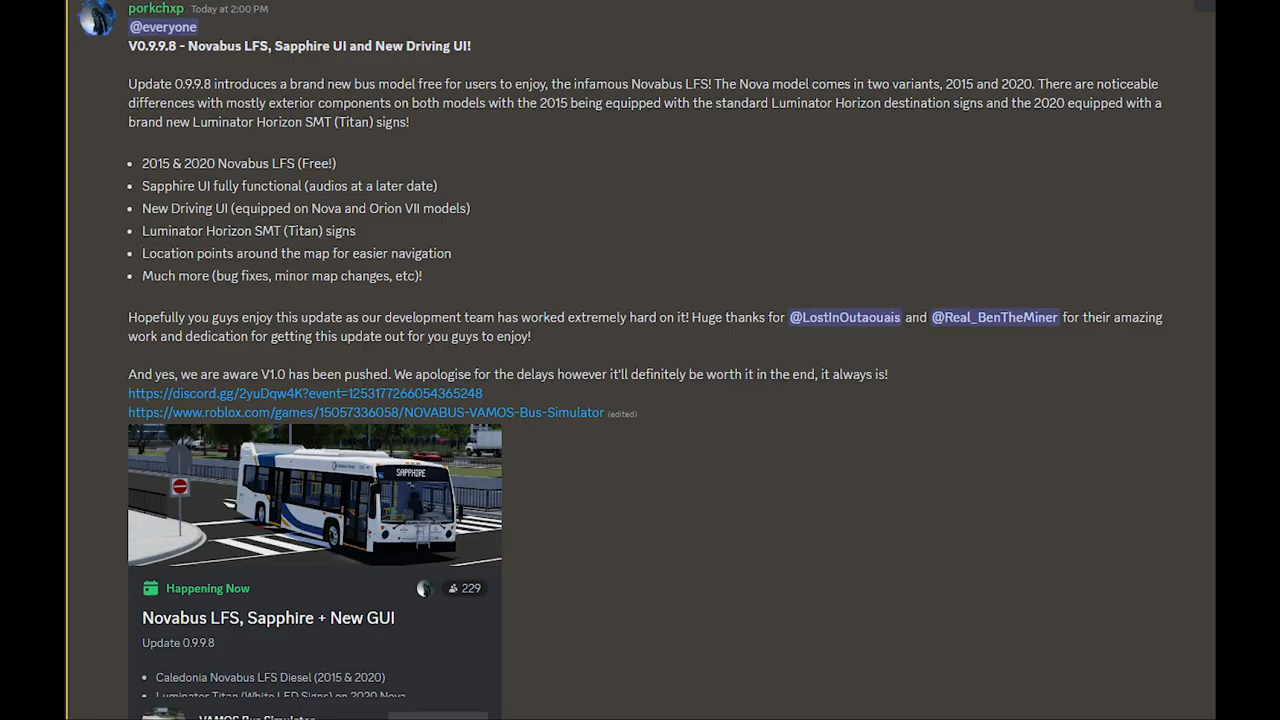 porkchxp Today at 2:00 PM
@everyone
V0.9.9.8 - Novabus LFS, Sapphire UI and New Driving UI!
Update 0.9.9.8 introduces a brand new bus model free for users to enjoy, the infamous Novabus LFS! The Nova model comes in two variants, 2015 and 2020. There are noticeable
differences with mostly exterior components on both models with the 2015 being equipped with the standard Luminator Horizon destination signs and the 2020 equipped with a
brand new Luminator Horizon SMT (Titan) signs!
• 2015 & 2020 Novabus LFS (Free!)
• Sapphire UI fully functional (audios at a later date)
• New Driving UI (equipped on Nova and Orion VII models)
• Luminator Horizon SMT (Titan) signs
• Location points around the map for easier navigation
• Much more (bug fixes, minor map changes, etc)!
Hopefully you guys enjoy this update as our development team has worked extremely hard on it! Huge thanks for @LostInOutaouais and @Real_BenTheMiner for their amazing
work and dedication for getting this update out for you guys to enjoy!
And yes, we are aware V1.0 has been pushed. We apologise for the delays however it'll definitely be worth it in the end, it always is!
https://discord.gg/2yuDqw4K?event=1253177266054365248
https://www.roblox.com/games/15057336058/NOVABUS-VAMOS-Bus-Simulator (edited)
SAPPHIRE
Happening Now 229
Novabus LFS, Sapphire + New GUI
Update 0.9.9.8
• Caledonia Novabus LFS Diesel (2015 & 2020)
• Luminator Titan (White LED Signs) on 2020 Nova
VAMOS Bus Simulator